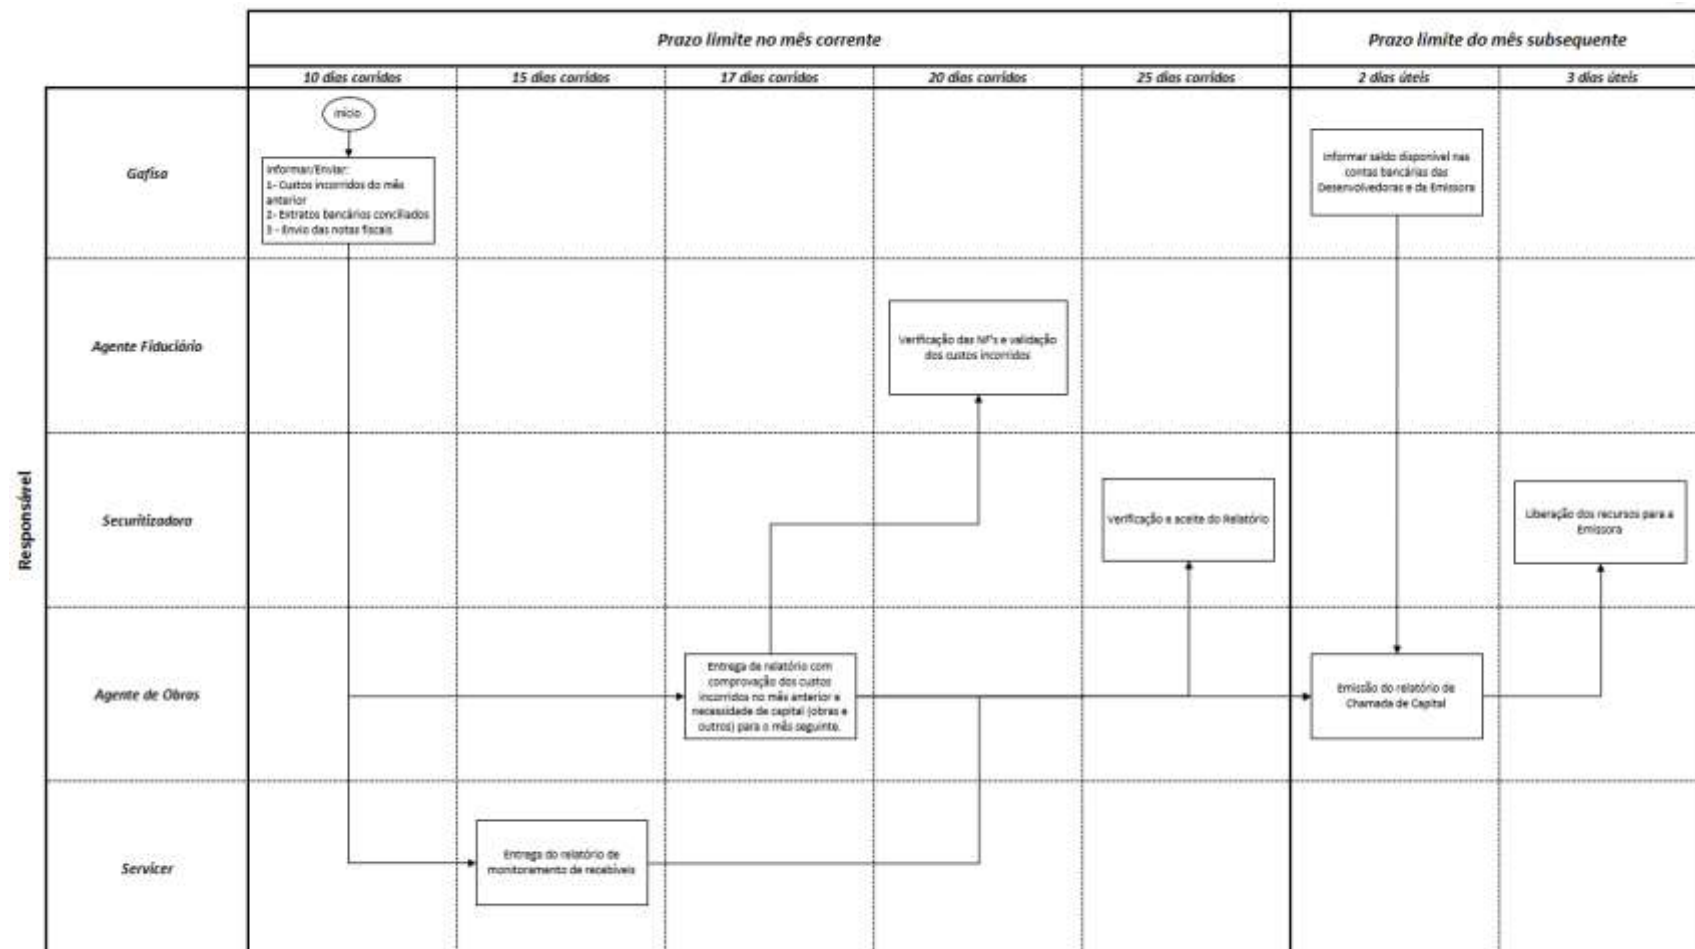 Prazo limite no mês corrente
Prazo limite do mês subsequente
10 dias corridos
15 dias corridos
17 dias corridos
20 dias corridos
25 dias corridos
2 dias úteis
3 dias úteis
Responsável
Gafisa
Início
Informar/Enviar:
1- Custos incorridos do mês
anterior
2- Extratos bancários conciliados
3 - Envio das notas fiscais
Informar saldo disponível nas
contas bancárias das
Desenvolvedoras e da Emissora
Agente Fiduciário
Verificação das NF's e validação
dos custos incorridos
Securitizadora
Verificação e aceite do Relatório
Liberação dos recursos para a
Emissora
Agente de Obras
Entrega de relatório com
comprovação dos custos
incorridos no mês anterior e
necessidade de capital (obras e
outros) para o mês seguinte.
Emissão do relatório de
Chamada de Capital
Servicer
Entrega do relatório de
monitoramento de recebíveis